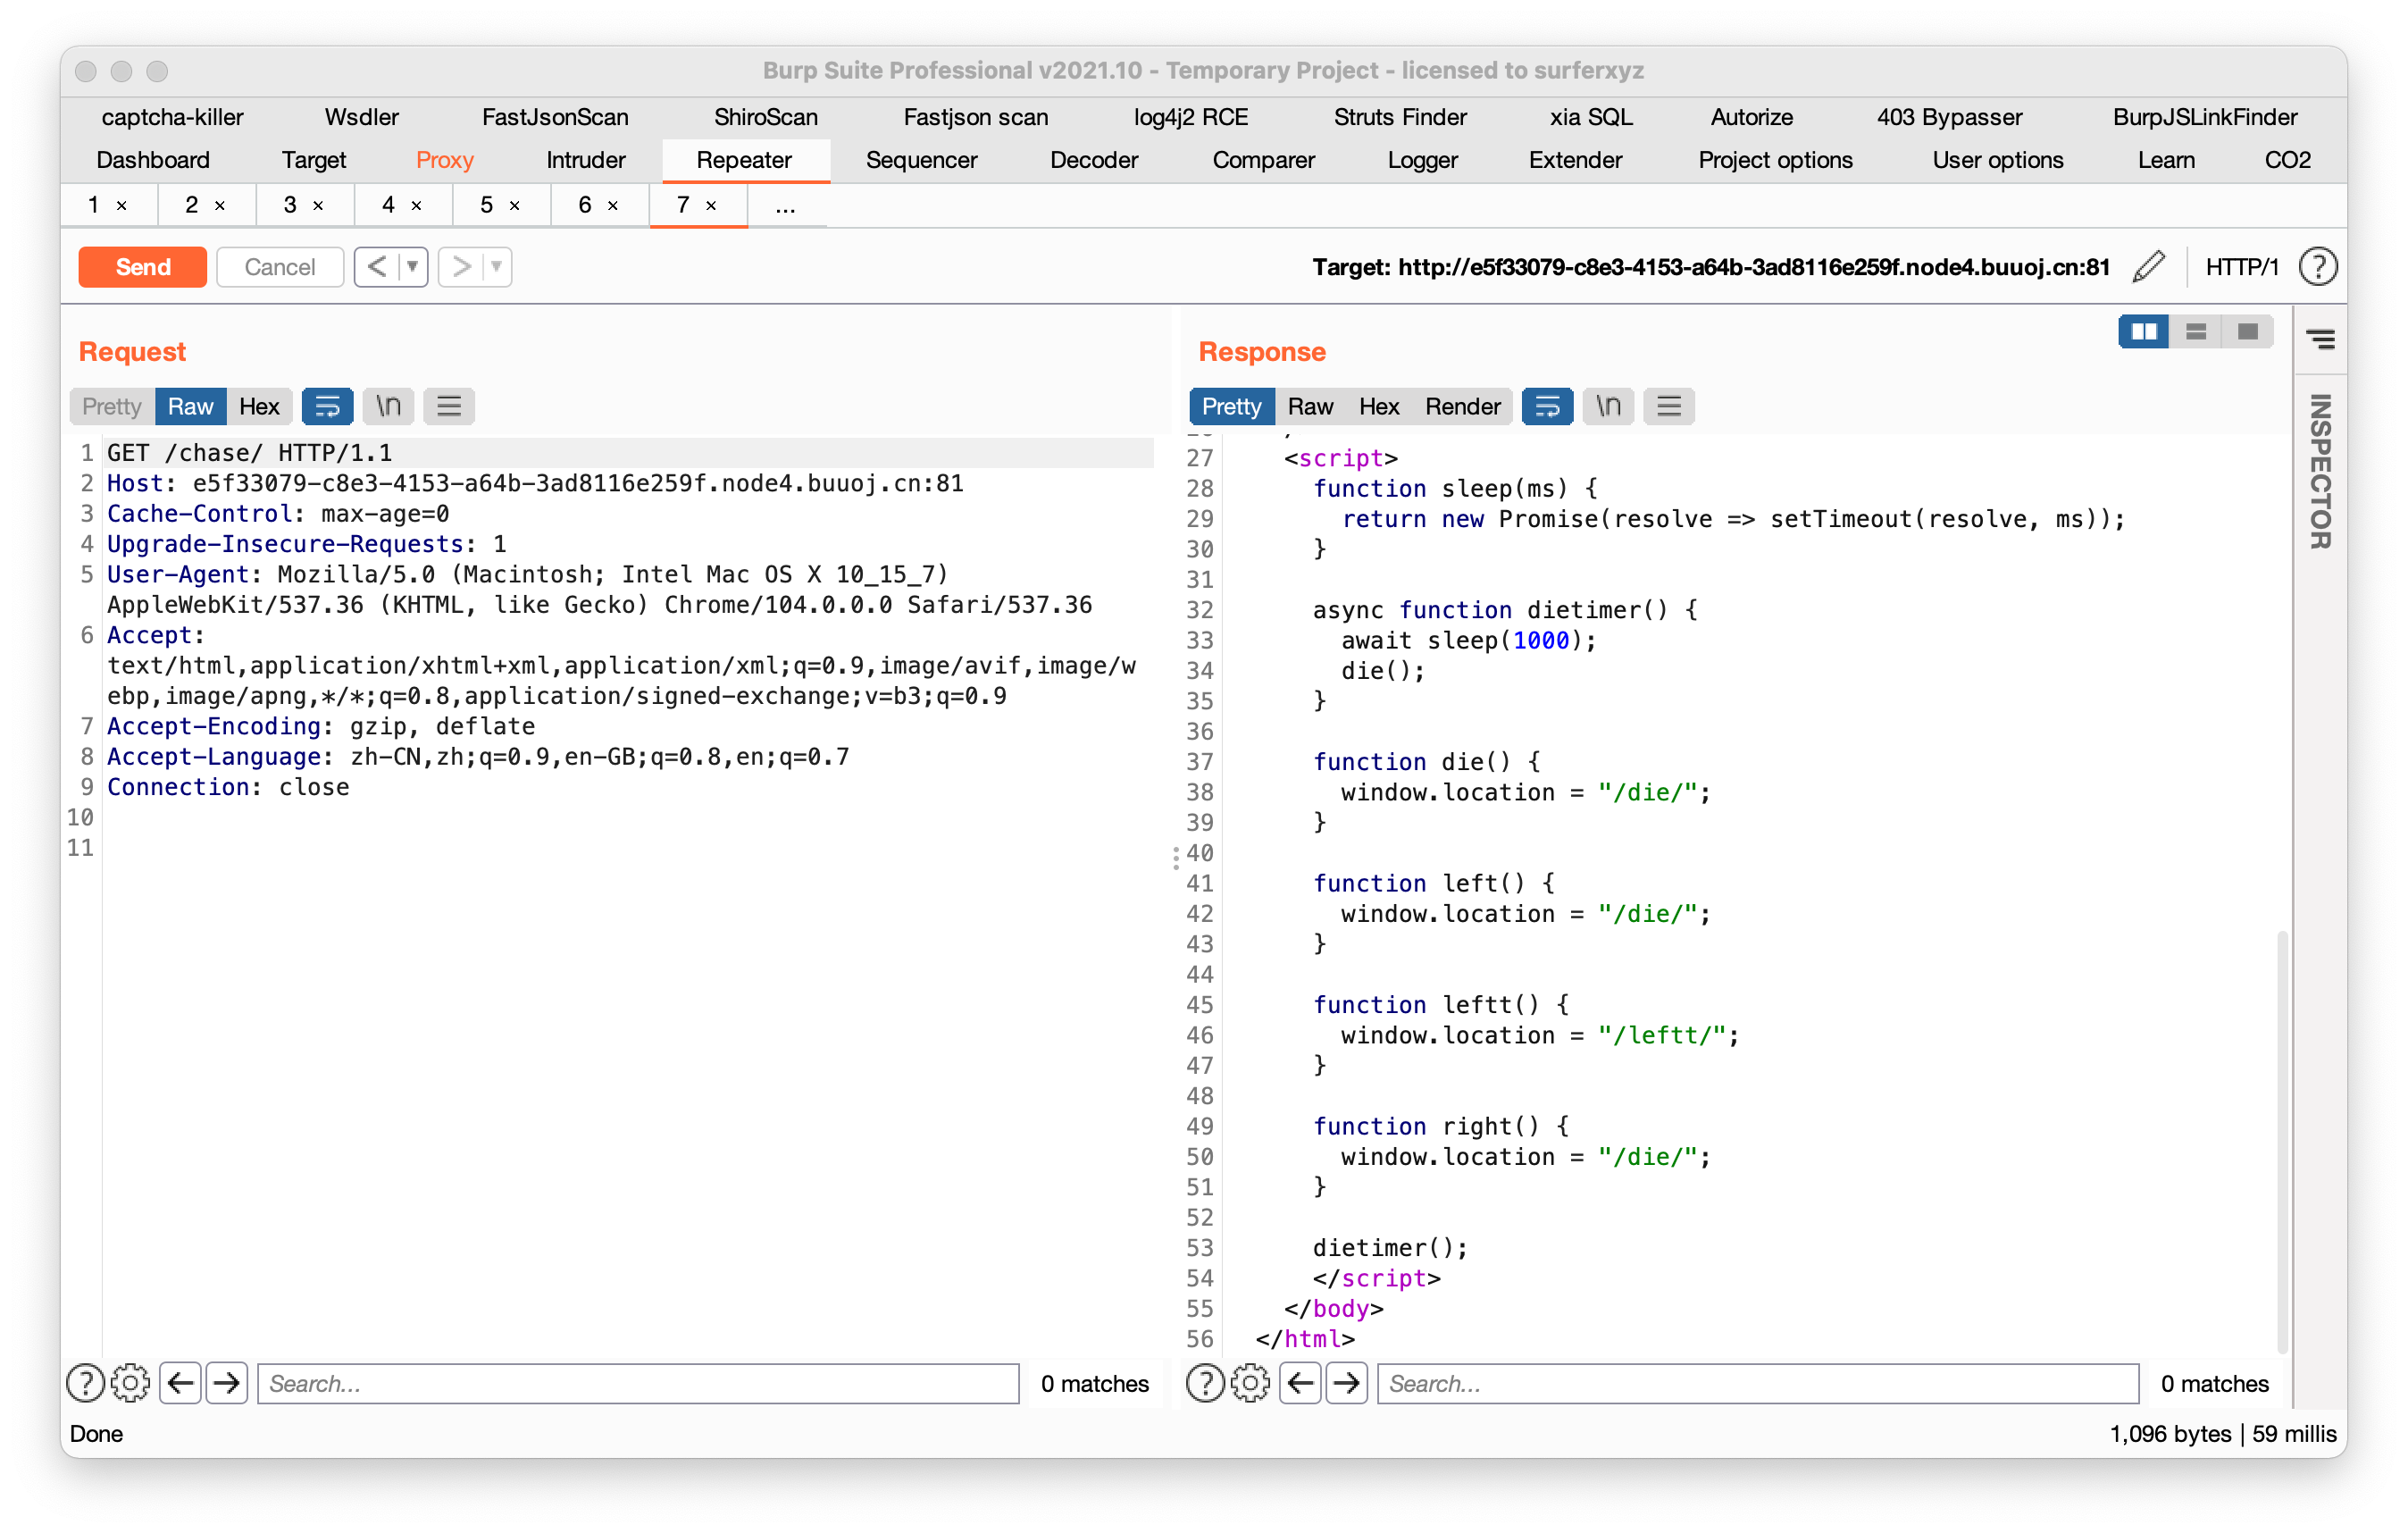 Burp Suite Professional v2021.10 - Temporary Project - licensed to surferxyz
captcha-killer Wsdler FastJsonScan ShiroScan Fastjson scan log4j2 RCE Struts Finder xia SQL Autorize 403 Bypasser BurpJSLinkFinder
Dashboard Target Proxy Intruder Repeater Sequencer Decoder Comparer Logger Extender Project options User options Learn CO2
1 × 2 × 3 × 4 × 5 × 6 × 7 × ...
Send Cancel < > Target: http://e5f33079-c8e3-4153-a64b-3ad8116e259f.node4.buuoj.cn:81 HTTP/1 ?
Request
Pretty Raw Hex \n
1 GET /chase/ HTTP/1.1
2 Host: e5f33079-c8e3-4153-a64b-3ad8116e259f.node4.buuoj.cn:81
3 Cache-Control: max-age=0
4 Upgrade-Insecure-Requests: 1
5 User-Agent: Mozilla/5.0 (Macintosh; Intel Mac OS X 10_15_7)
AppleWebKit/537.36 (KHTML, like Gecko) Chrome/104.0.0.0 Safari/537.36
6 Accept:
text/html,application/xhtml+xml,application/xml;q=0.9,image/avif,image/w
ebp,image/apng,*/*;q=0.8,application/signed-exchange;v=b3;q=0.9
7 Accept-Encoding: gzip, deflate
8 Accept-Language: zh-CN,zh;q=0.9,en-GB;q=0.8,en;q=0.7
9 Connection: close
10
11
? Search... 0 matches
Response
Pretty Raw Hex Render \n
27 <script>
28 function sleep(ms) {
29 return new Promise(resolve => setTimeout(resolve, ms));
30 }
31
32 async function dietimer() {
33 await sleep(1000);
34 die();
35 }
36
37 function die() {
38 window.location = "/die/";
39 }
40
41 function left() {
42 window.location = "/die/";
43 }
44
45 function leftt() {
46 window.location = "/leftt/";
47 }
48
49 function right() {
50 window.location = "/die/";
51 }
52
53 dietimer();
54 </script>
55 </body>
56 </html>
? Search... 0 matches
INSPECTOR
Done
1,096 bytes | 59 millis